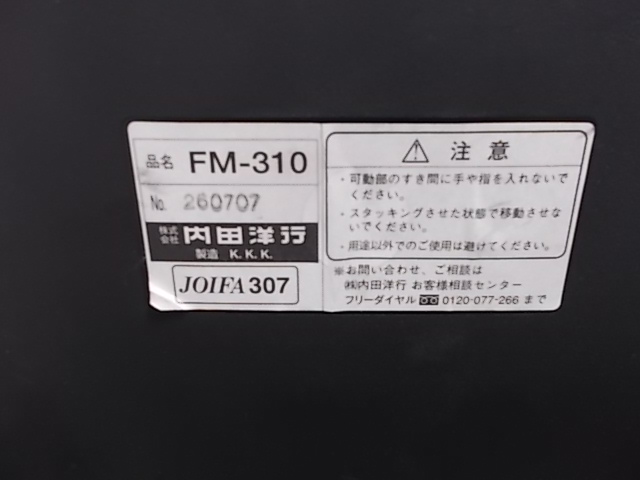 品名 FM-310
No. 260707
株式会社 内田洋行
製造 K.K.K.
JOIFA 307
⚠ 注意
・可動部のすき間に手や指を入れないで
ください。
・スタッキングさせた状態で移動させな
いでください。
・用途以外でのご使用は避けてください。
※お問い合わせ、ご相談は
㈱内田洋行 お客様相談センター
フリーダイヤル 0120-077-266 まで